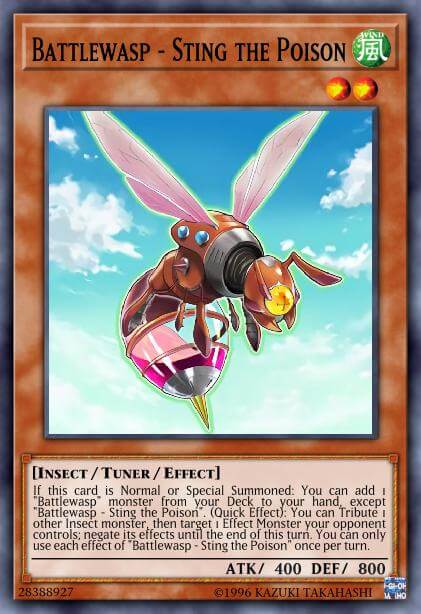 Battlewasp - Sting the Poison
WIND
風
[Insect / Tuner / Effect]
If this card is Normal or Special Summoned: You can add 1
"Battlewasp" monster from your Deck to your hand, except
"Battlewasp - Sting the Poison". (Quick Effect): You can Tribute 1
other Insect monster, then target 1 Effect Monster your opponent
controls; negate its effects until the end of this turn. You can only
use each effect of "Battlewasp - Sting the Poison" once per turn.
ATK/ 400 DEF/ 800
28388927
©1996 KAZUKI TAKAHASHI